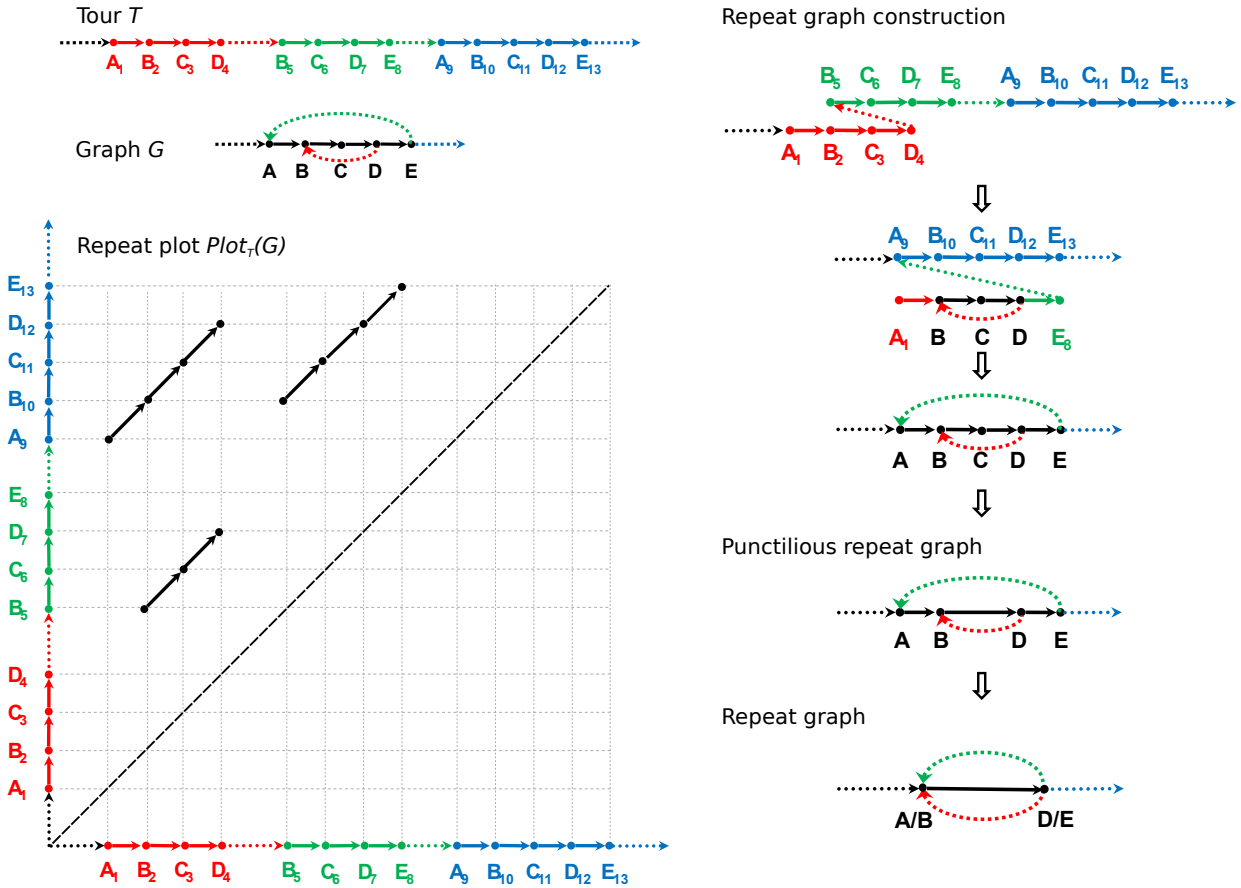 Tour T
A1 B2 C3 D4 B5 C6 D7 E8 A9 B10 C11 D12 E13
Graph G
A B C D E
Repeat plot PlotT(G)
E13
D12
C11
B10
A9
E8
D7
C6
B5
D4
C3
B2
A1
A1 B2 C3 D4 B5 C6 D7 E8 A9 B10 C11 D12 E13
Repeat graph construction
B5 C6 D7 E8 A9 B10 C11 D12 E13
A1 B2 C3 D4
A9 B10 C11 D12 E13
A1 B C D E8
A B C D E
Punctilious repeat graph
A B D E
Repeat graph
A/B D/E